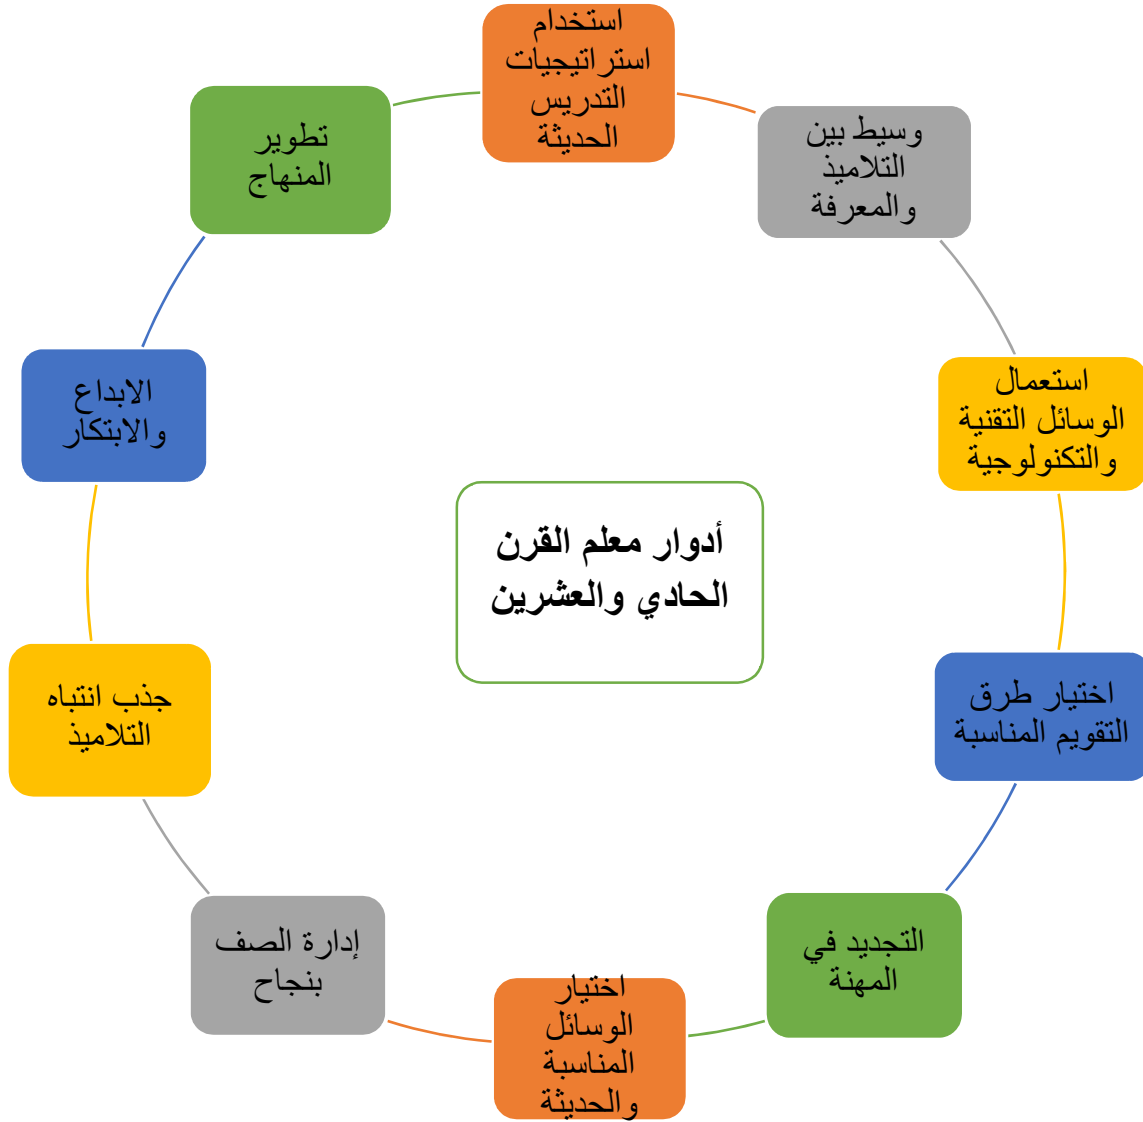 استخدام
استراتيجيات
التدريس
الحديثة
وسيط بين
التلاميذ
والمعرفة
استعمال
الوسائل التقنية
والتكنولوجية
اختيار طرق
التقويم المناسبة
التجديد في
المهنة
اختيار
الوسائل
المناسبة
والحديثة
إدارة الصف
بنجاح
جذب انتباه
التلاميذ
الابداع
والابتكار
تطوير
المنهاج
أدوار معلم القرن
الحادي والعشرين